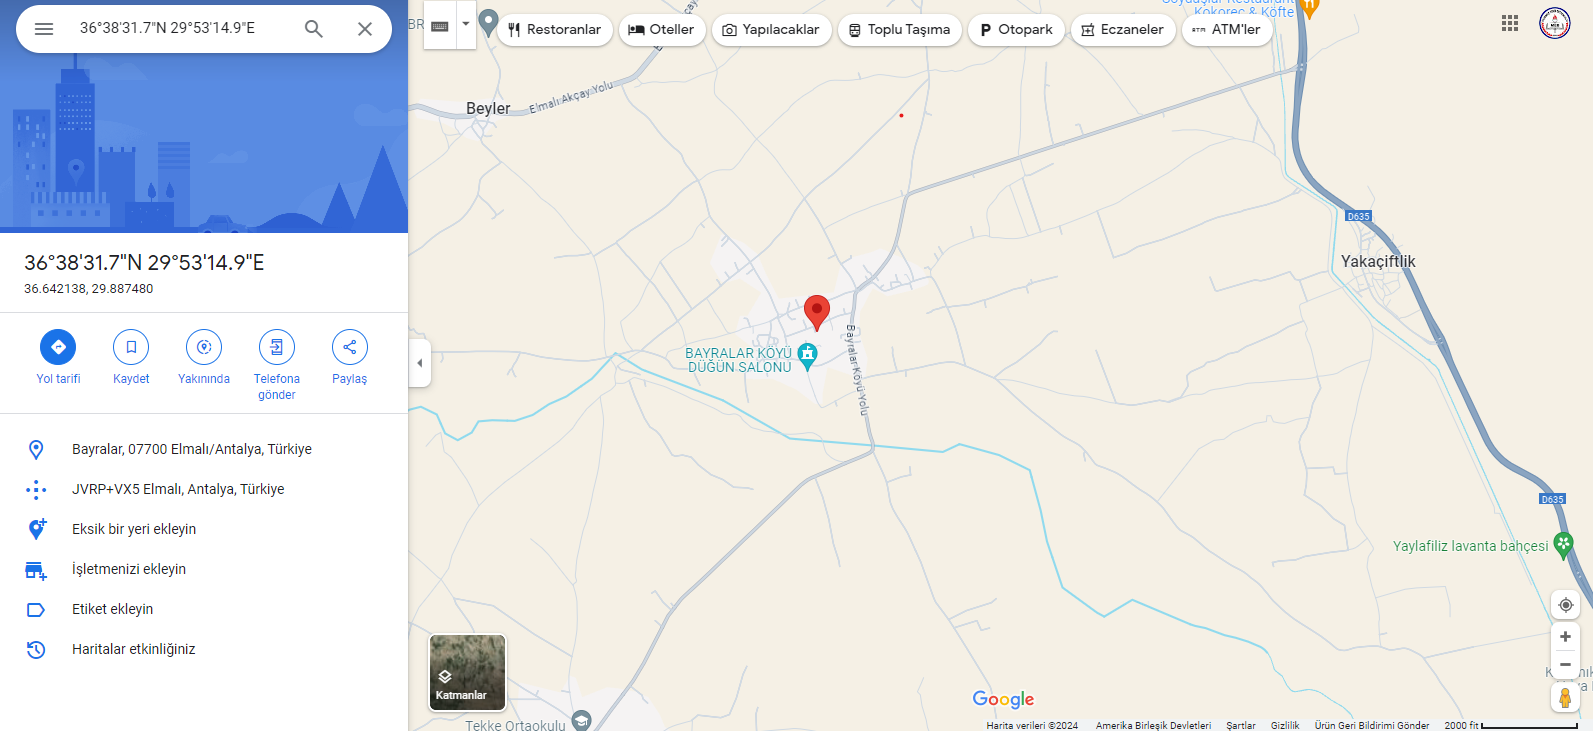 36°38'31.7"N 29°53'14.9"E
Restoranlar
Oteller
Yapılacaklar
Toplu Taşıma
Otopark
Eczaneler
ATM'ler
Kokoreç & Köfte
Beyler
Elmalı Akçay Yolu
D635
Yakaçiftlik
36°38'31.7"N 29°53'14.9"E
36.642138, 29.887480
Yol tarifi
Kaydet
Yakınında
Telefona
gönder
Paylaş
BAYRALAR KÖYÜ
DÜĞÜN SALONU
Bayralar Köyü Yolu
Bayralar, 07700 Elmalı/Antalya, Türkiye
JVRP+VX5 Elmalı, Antalya, Türkiye
Eksik bir yeri ekleyin
İşletmenizi ekleyin
Etiket ekleyin
Haritalar etkinliğiniz
D635
Yaylafiliz lavanta bahçesi
Katmanlar
Tekke Ortaokulu
Google
Harita verileri ©2024 Amerika Birleşik Devletleri Şartlar Gizlilik Ürün Geri Bildirimi Gönder 2000 fit